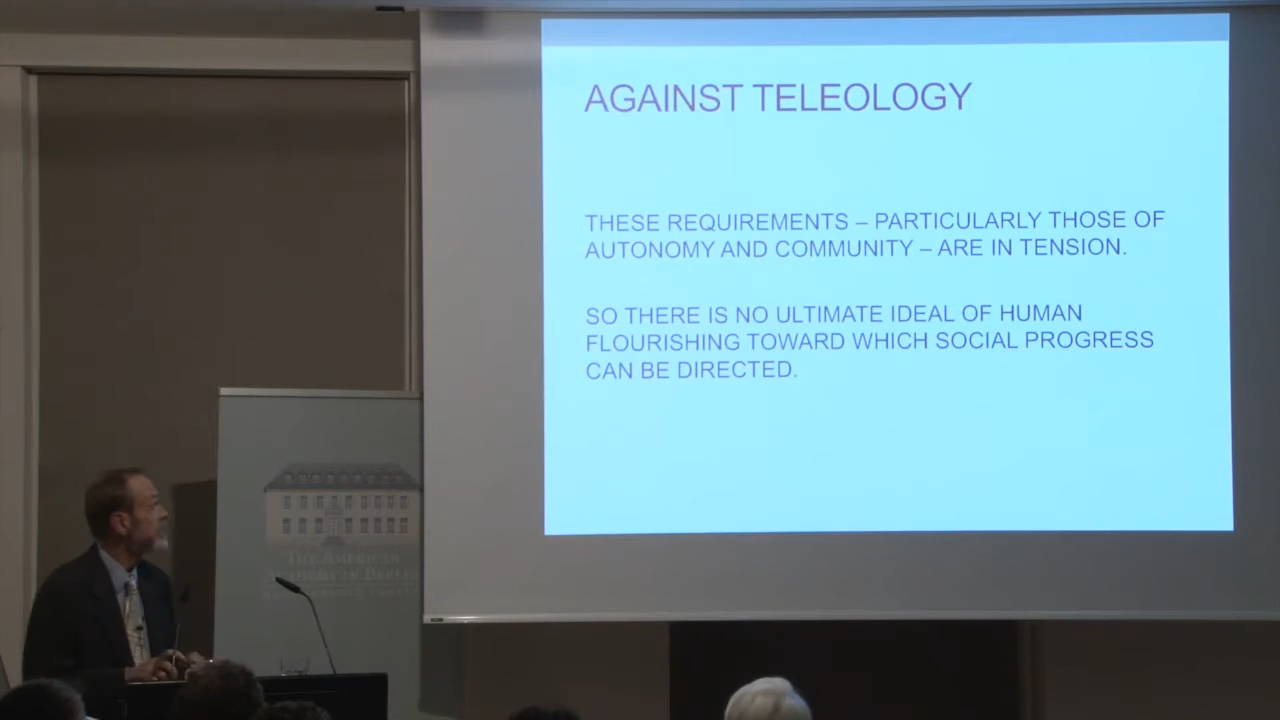 AGAINST TELEOLOGY
THESE REQUIREMENTS – PARTICULARLY THOSE OF
AUTONOMY AND COMMUNITY – ARE IN TENSION.
SO THERE IS NO ULTIMATE IDEAL OF HUMAN
FLOURISHING TOWARD WHICH SOCIAL PROGRESS
CAN BE DIRECTED.
THE AMERICAN
ACADEMY IN BERLIN